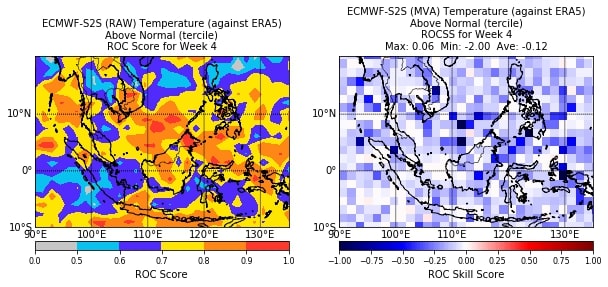 ECMWF-S2S (RAW) Temperature (against ERA5)
Above Normal (tercile)
ROC Score for Week 4
10°N
0°
10°S
90°E 100°E 110°E 120°E 130°E
0.0 0.5 0.6 0.7 0.8 0.9 1.0
ROC Score
ECMWF-S2S (MVA) Temperature (against ERA5)
Above Normal (tercile)
ROCSS for Week 4
Max: 0.06 Min: -2.00 Ave: -0.12
10°N
0°
10°S
90°E 100°E 110°E 120°E 130°E
−1.00 −0.75 −0.50 −0.25 0.00 0.25 0.50 0.75 1.00
ROC Skill Score